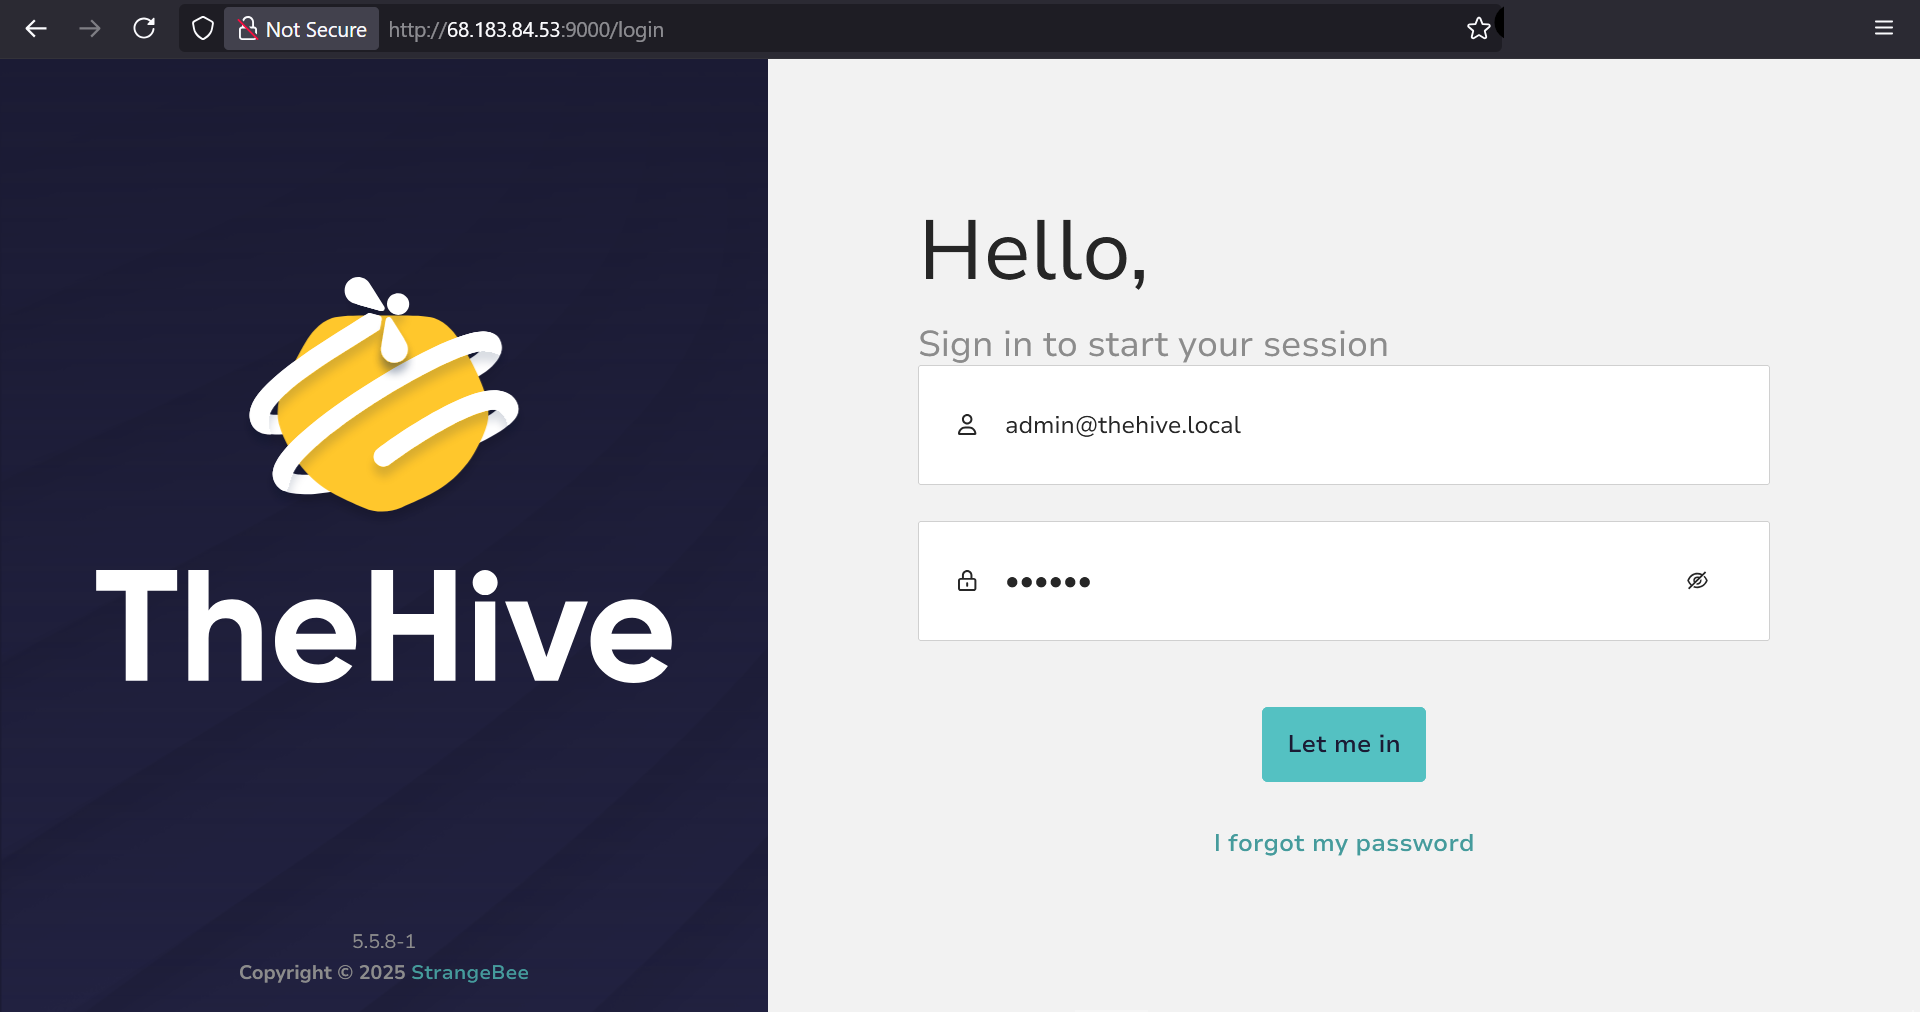 Not Secure http://68.183.84.53:9000/login
TheHive
5.5.8-1
Copyright © 2025 StrangeBee
Hello,
Sign in to start your session
admin@thehive.local
••••••
Let me in
I forgot my password